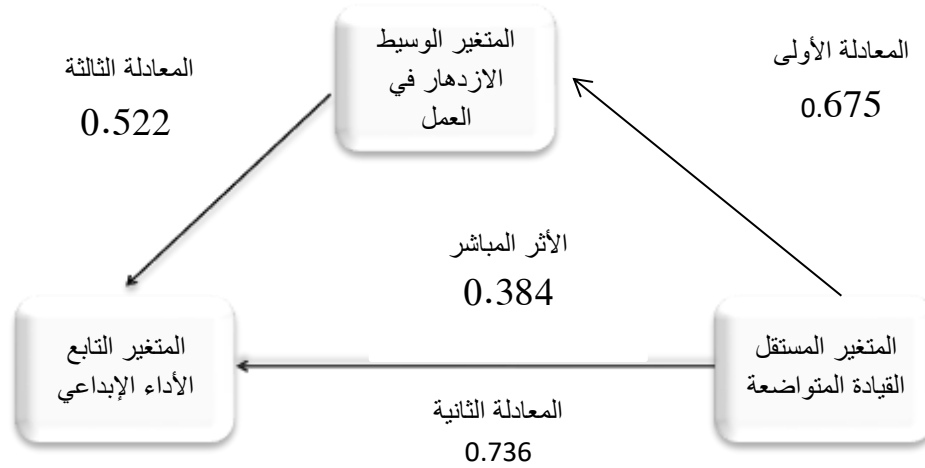 المتغير الوسيط
الازدهار في
العمل
المعادلة الأولى
0.675
المعادلة الثالثة
0.522
الأثر المباشر
0.384
المتغير المستقل
القيادة المتواضعة
المتغير التابع
الأداء الإبداعي
المعادلة الثانية
0.736